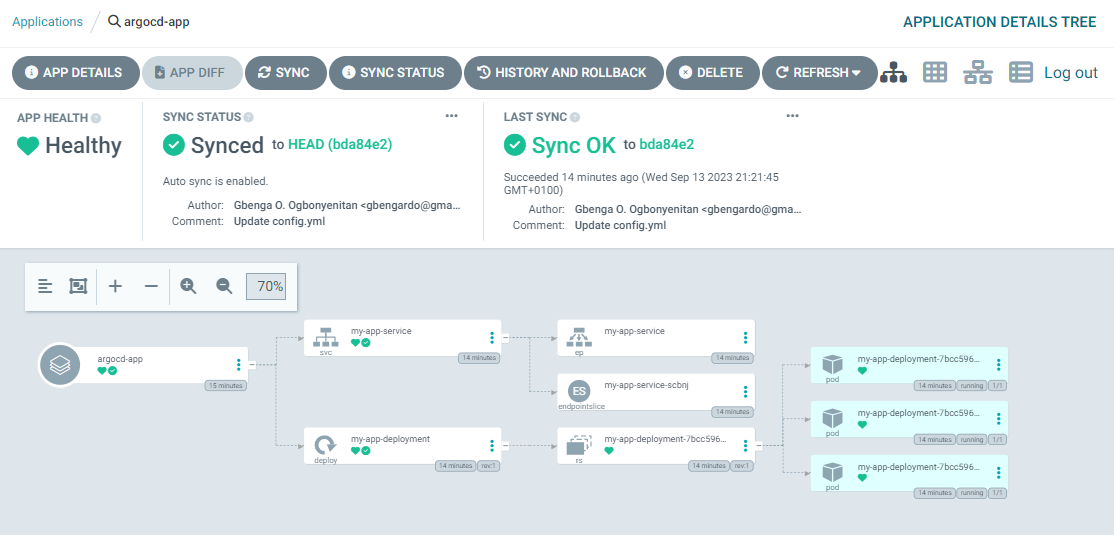 Applications / argocd-app
APPLICATION DETAILS TREE
APP DETAILS
APP DIFF
SYNC
SYNC STATUS
HISTORY AND ROLLBACK
DELETE
REFRESH
Log out
APP HEALTH
Healthy
SYNC STATUS
Synced to HEAD (bda84e2)
Auto sync is enabled.
Author: Gbenga O. Ogbonyenitan <gbengardo@gma...
Comment: Update config.yml
LAST SYNC
Sync OK to bda84e2
Succeeded 14 minutes ago (Wed Sep 13 2023 21:21:45
GMT+0100)
Author: Gbenga O. Ogbonyenitan <gbengardo@gma...
Comment: Update config.yml
70%
argocd-app
15 minutes
my-app-service
svc
14 minutes
my-app-deployment
deploy
14 minutes rev:1
my-app-service
ep
14 minutes
ES
my-app-service-scbnj
endpointslice
14 minutes
my-app-deployment-7bcc596...
rs
14 minutes rev:1
my-app-deployment-7bcc596...
pod
14 minutes running 1/1
my-app-deployment-7bcc596...
pod
14 minutes running 1/1
my-app-deployment-7bcc596...
pod
14 minutes running 1/1